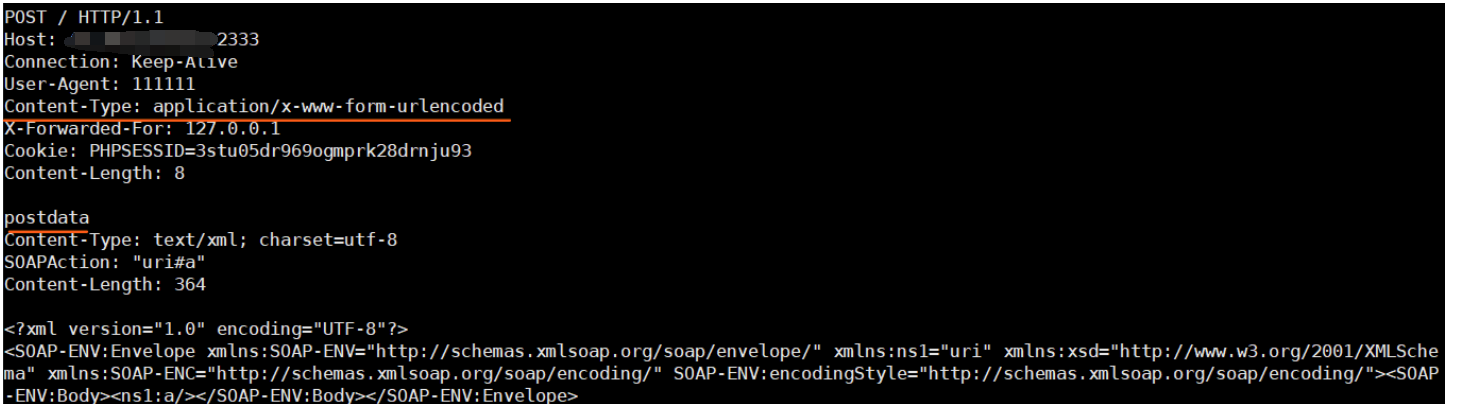 POST / HTTP/1.1
Host: 2333
Connection: Keep-Alive
User-Agent: 111111
Content-Type: application/x-www-form-urlencoded
X-Forwarded-For: 127.0.0.1
Cookie: PHPSESSID=3stu05dr969ogmprk28drnju93
Content-Length: 8
postdata
Content-Type: text/xml; charset=utf-8
SOAPAction: "uri#a"
Content-Length: 364
<?xml version="1.0" encoding="UTF-8"?>
<SOAP-ENV:Envelope xmlns:SOAP-ENV="http://schemas.xmlsoap.org/soap/envelope/" xmlns:ns1="uri" xmlns:xsd="http://www.w3.org/2001/XMLSche
ma" xmlns:SOAP-ENC="http://schemas.xmlsoap.org/soap/encoding/" SOAP-ENV:encodingStyle="http://schemas.xmlsoap.org/soap/encoding/"><SOAP
-ENV:Body><ns1:a/></SOAP-ENV:Body></SOAP-ENV:Envelope>